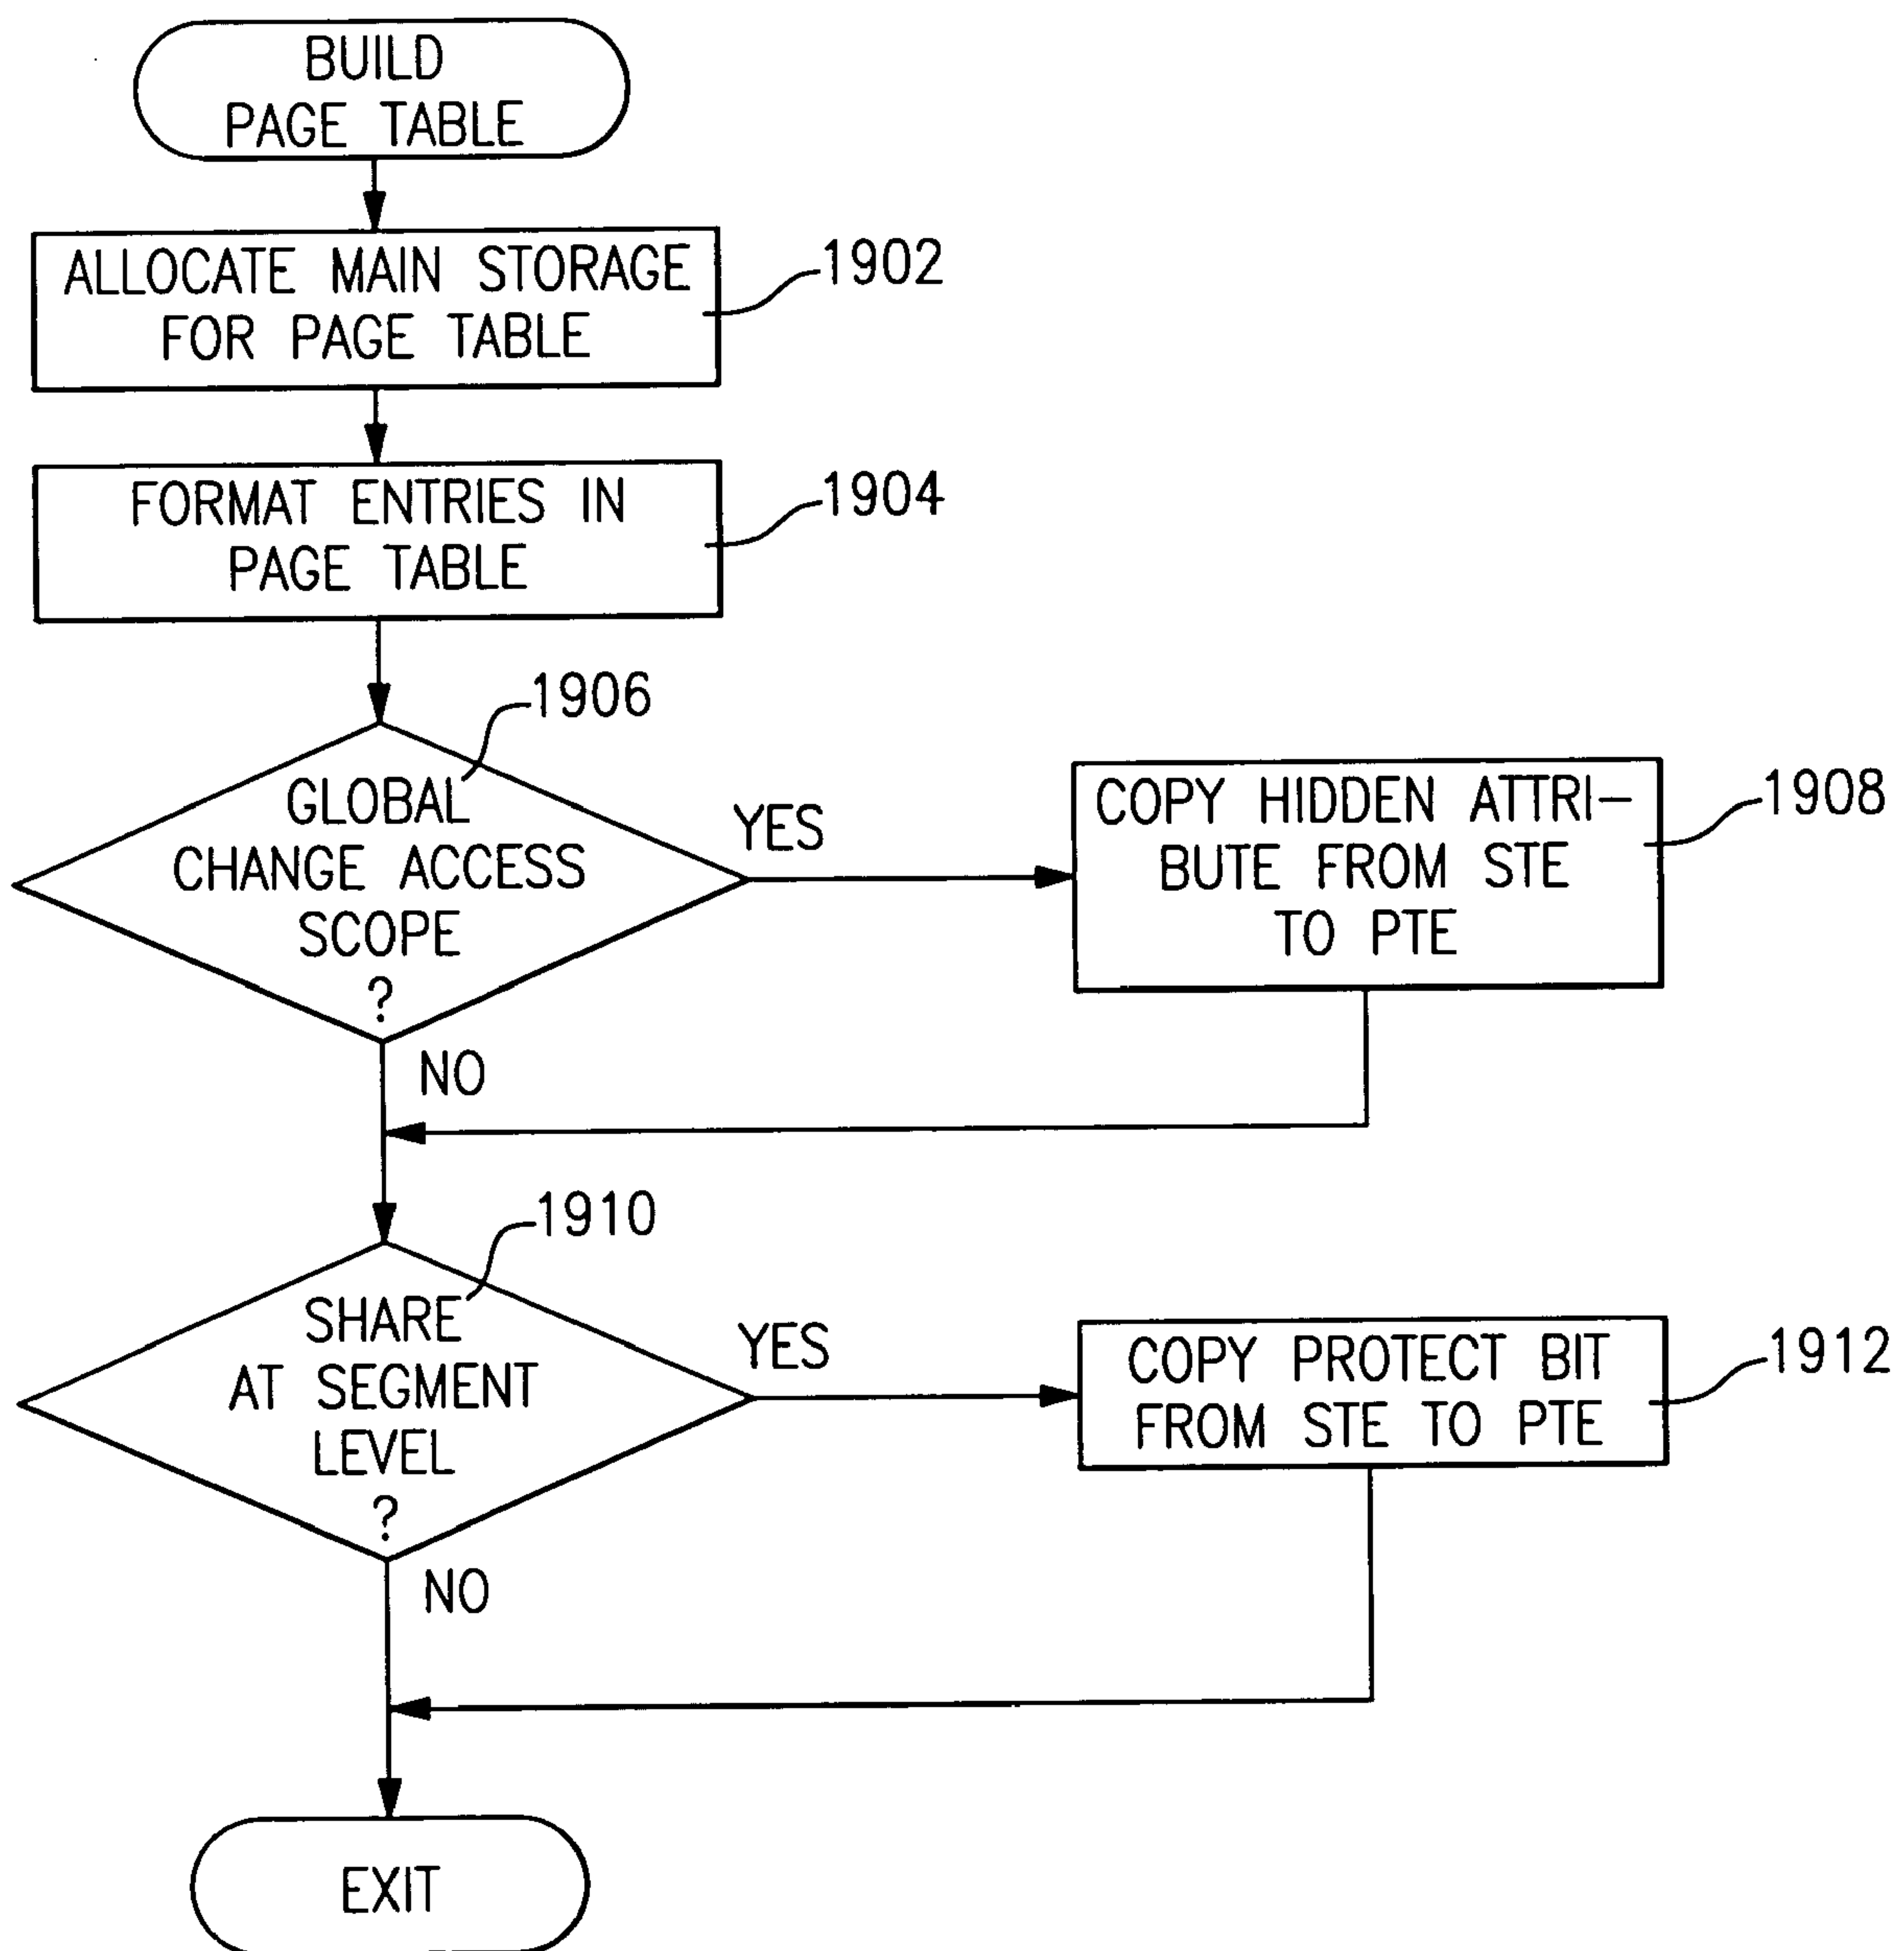 BUILD
PAGE TABLE
ALLOCATE MAIN STORAGE
FOR PAGE TABLE
1902
FORMAT ENTRIES IN
PAGE TABLE
1904
1906
GLOBAL
CHANGE ACCESS
SCOPE
?
YES
COPY HIDDEN ATTRI-
BUTE FROM STE
TO PTE
1908
NO
1910
SHARE
AT SEGMENT
LEVEL
?
YES
COPY PROTECT BIT
FROM STE TO PTE
1912
NO
EXIT